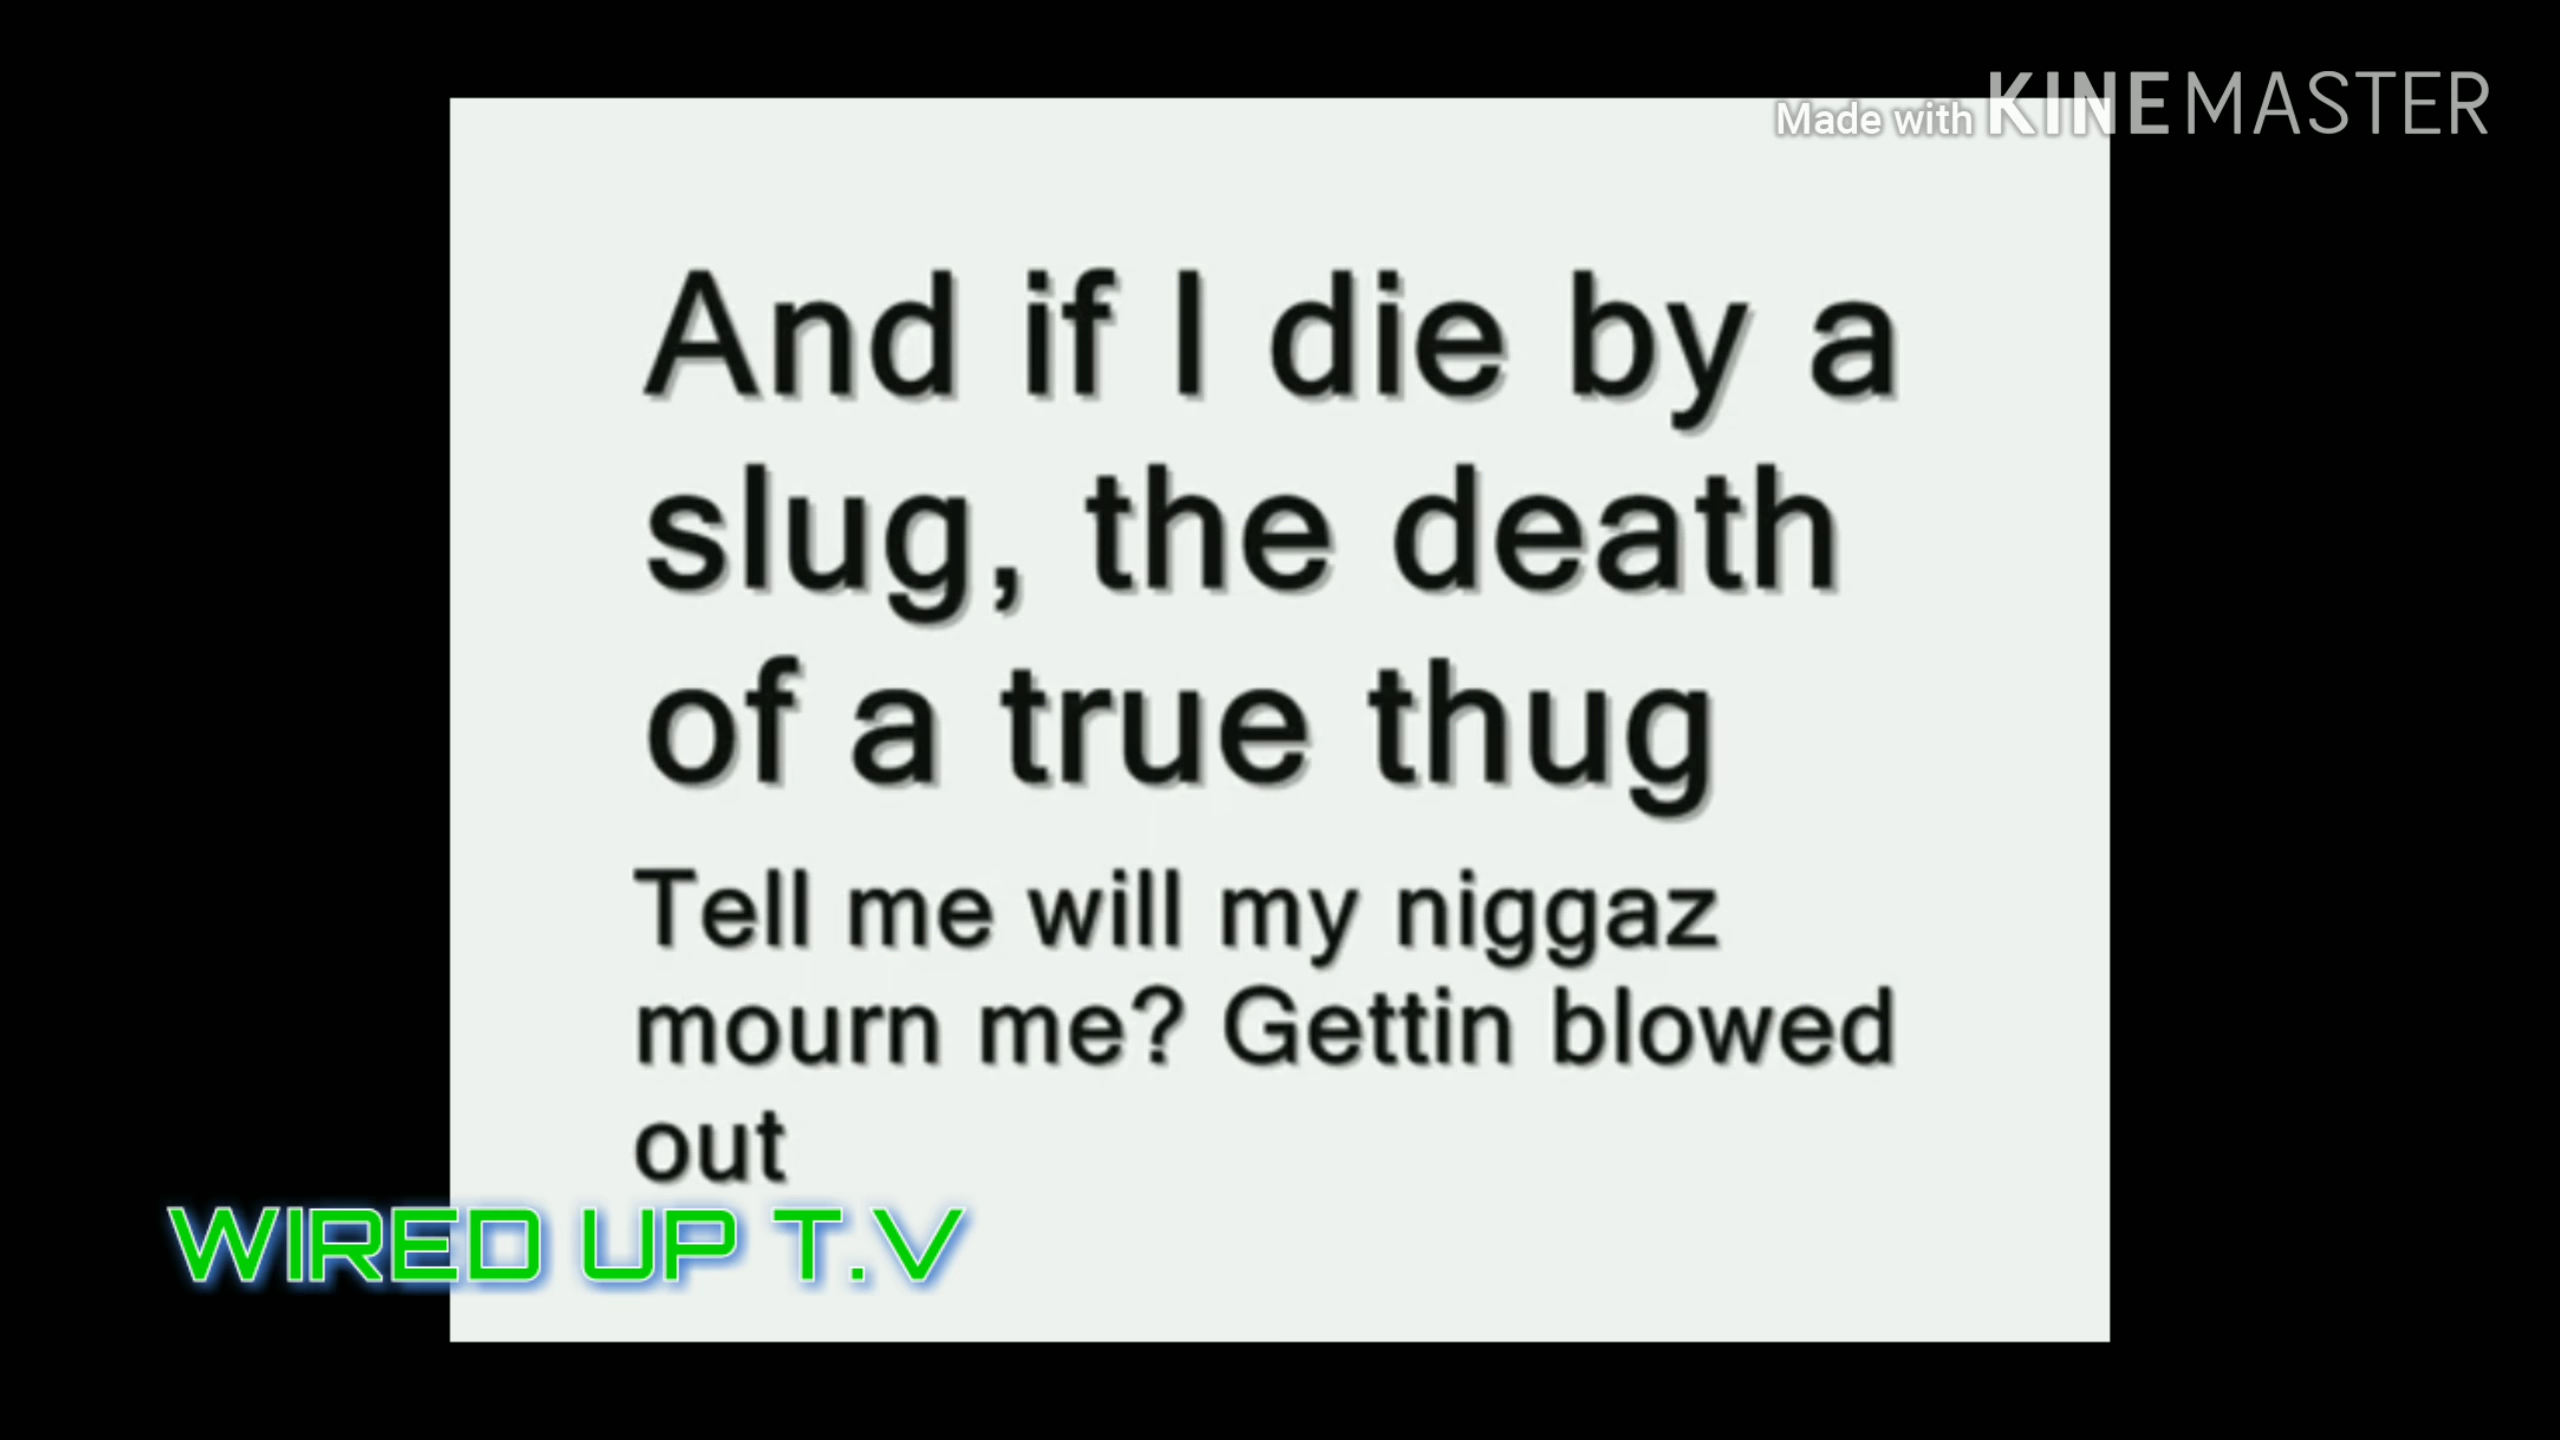 Made with KINEMASTER
And if I die by a
slug, the death
of a true thug
Tell me will my niggaz
mourn me? Gettin blowed
out
WIRED UP T.V